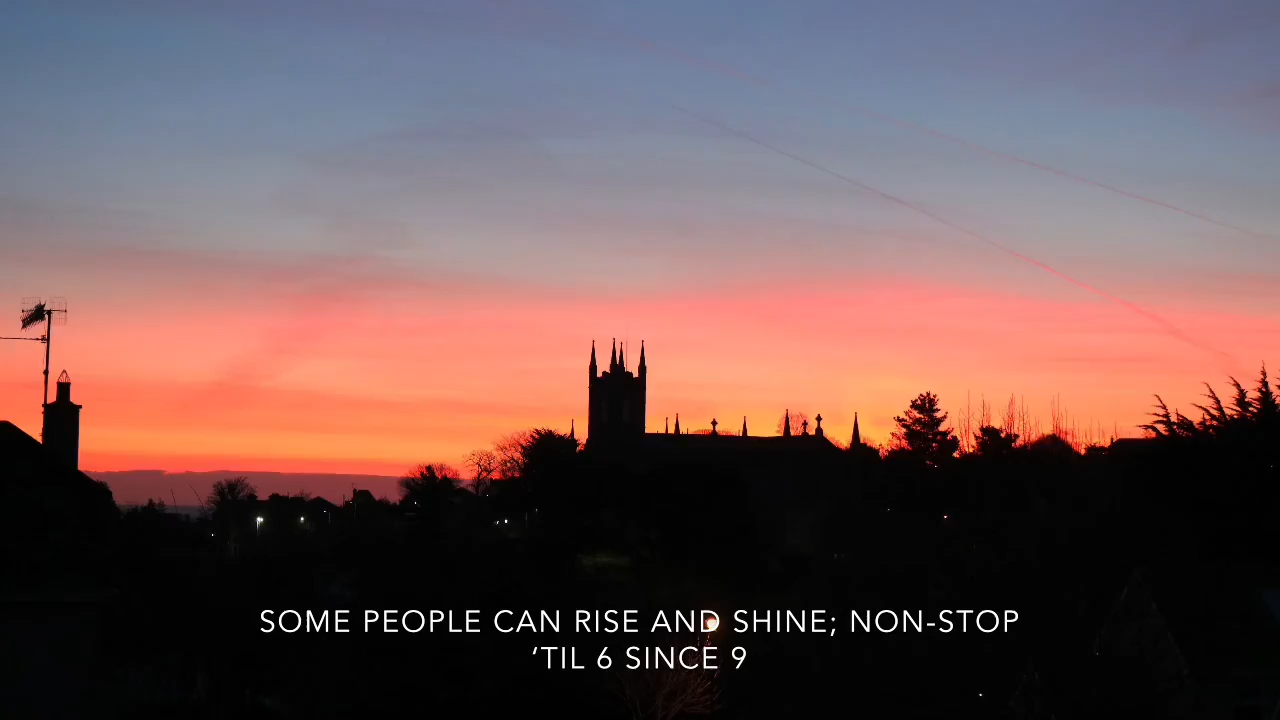 SOME PEOPLE CAN RISE AND SHINE; NON-STOP
‘TIL 6 SINCE 9